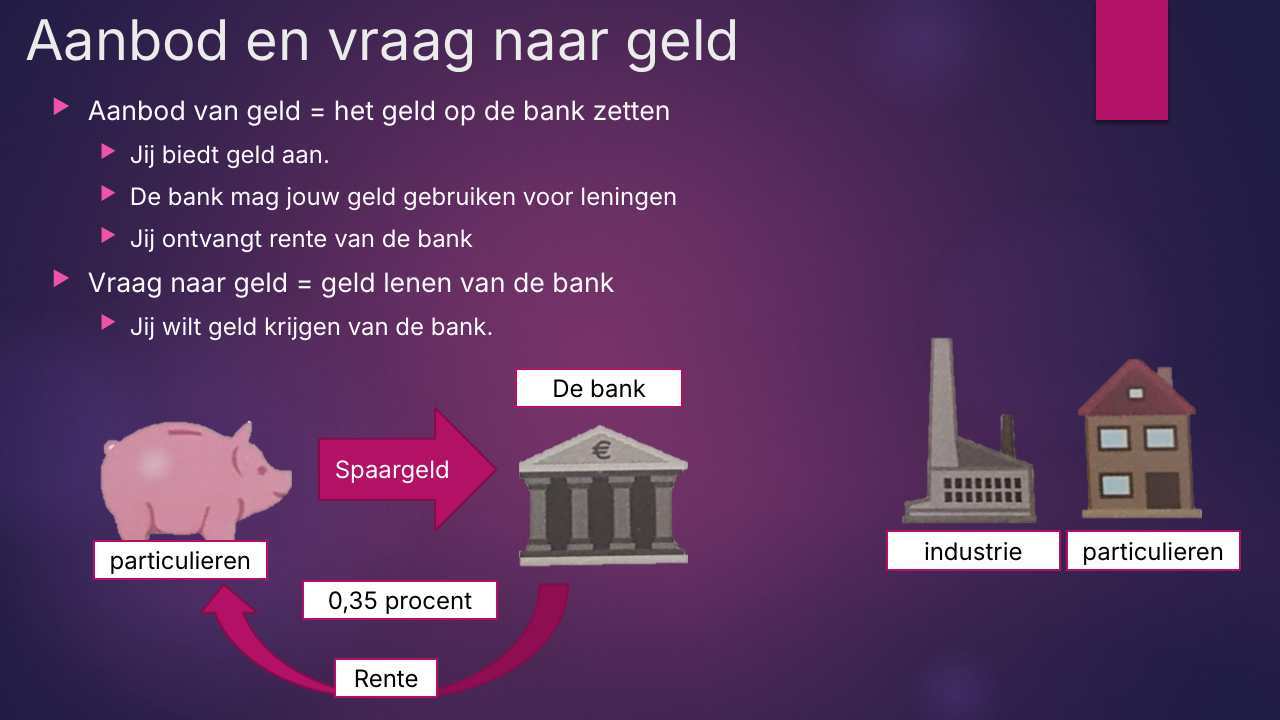 Aanbod en vraag naar geld
Aanbod van geld = het geld op de bank zetten
Jij biedt geld aan.
De bank mag jouw geld gebruiken voor leningen
Jij ontvangt rente van de bank
Vraag naar geld = geld lenen van de bank
Jij wilt geld krijgen van de bank.
De bank
€
Spaargeld
particulieren
industrie
particulieren
0,35 procent
Rente